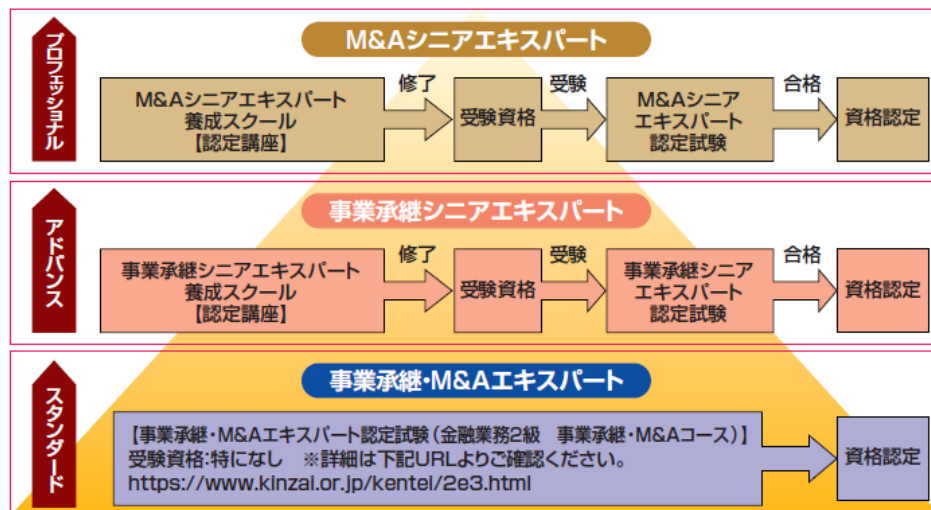 プロフェッショナル
M&Aシニアエキスパート
M&Aシニアエキスパート
養成スクール
【認定講座】
修了
受験資格
受験
M&Aシニア
エキスパート
認定試験
合格
資格認定
アドバンス
事業承継シニアエキスパート
事業承継シニアエキスパート
養成スクール
【認定講座】
修了
受験資格
受験
事業承継シニア
エキスパート
認定試験
合格
資格認定
スタンダード
事業承継・M&Aエキスパート
【事業承継・M&Aエキスパート認定試験(金融業務2級 事業承継・M&Aコース)】
受験資格:特になし ※詳細は下記URLよりご確認ください。
https://www.kinzai.or.jp/kentei/2e3.html
資格認定